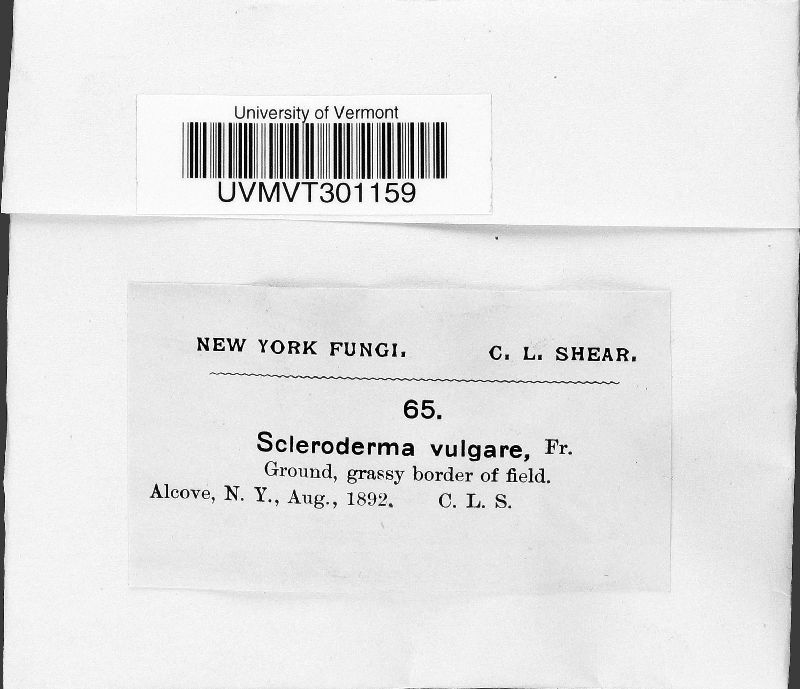 University of Vermont
UVMVT301159
NEW YORK FUNGI. C. L. SHEAR.
65.
Scleroderma vulgare, Fr.
Ground, grassy border of field.
Alcove, N. Y., Aug., 1892. C. L. S.